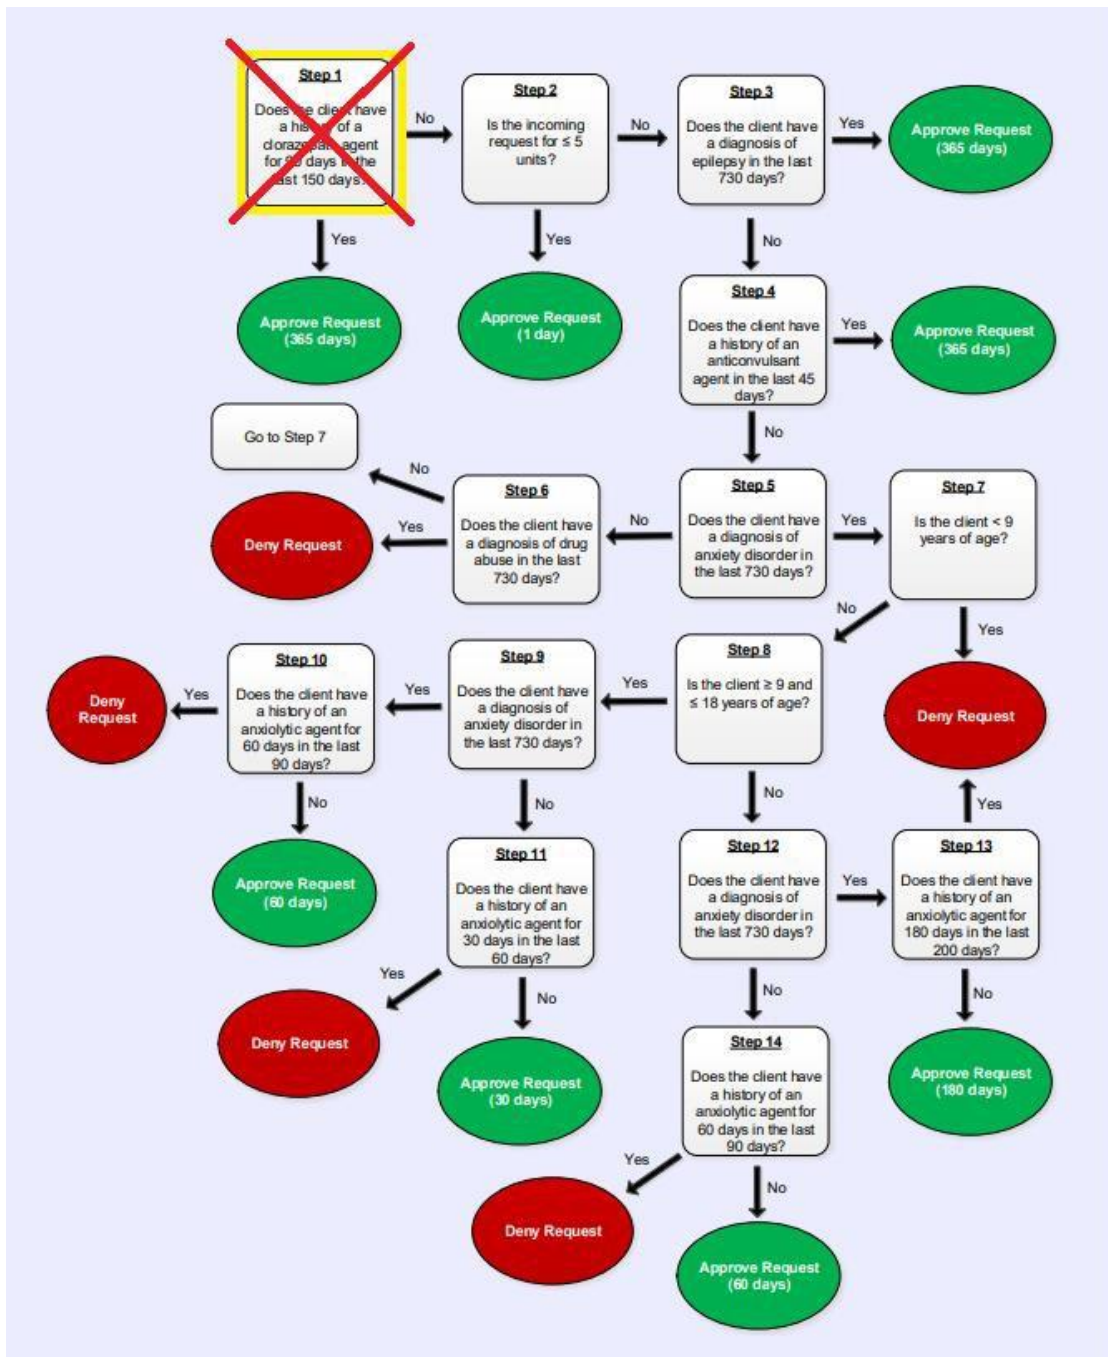 Step 1
Does the client have
a history of a
clorazepate agent
for days in the
last 150 days?
No
Step 2
Is the incoming
request for ≤ 5
units?
No
Step 3
Does the client have
a diagnosis of
epilepsy in the last
730 days?
Yes
Approve Request
(365 days)
Yes
Approve Request
(365 days)
Yes
Approve Request
(1 day)
No
Step 4
Does the client have
a history of an
anticonvulsant
agent in the last 45
days?
Yes
Approve Request
(365 days)
No
Go to Step 7
No
Deny Request
Yes
Step 6
Does the client have
a diagnosis of drug
abuse in the last
730 days?
No
Step 5
Does the client have
a diagnosis of
anxiety disorder in
the last 730 days?
Yes
Step 7
Is the client < 9
years of age?
No
Yes
Deny Request
Yes
Step 10
Does the client have
a history of an
anxiolytic agent for
60 days in the last
90 days?
Yes
Step 9
Does the client have
a diagnosis of
anxiety disorder in
the last 730 days?
Yes
Step 8
Is the client ≥ 9 and
≤ 18 years of age?
Deny Request
No
No
No
Yes
Approve Request
(60 days)
Step 11
Does the client have
a history of an
anxiolytic agent for
30 days in the last
60 days?
Step 12
Does the client have
a diagnosis of
anxiety disorder in
the last 730 days?
Yes
Step 13
Does the client have
a history of an
anxiolytic agent for
180 days in the last
200 days?
Yes
No
No
No
Deny Request
Approve Request
(30 days)
Step 14
Does the client have
a history of an
anxiolytic agent for
60 days in the last
90 days?
Approve Request
(180 days)
Yes
No
Deny Request
Approve Request
(60 days)